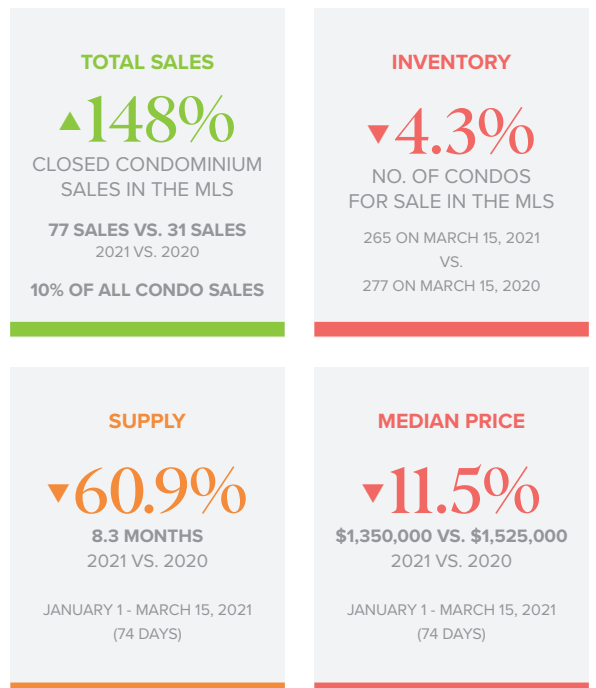 TOTAL SALES
▲148%
CLOSED CONDOMINIUM
SALES IN THE MLS
77 SALES VS. 31 SALES
2021 VS. 2020
10% OF ALL CONDO SALES
INVENTORY
▼4.3%
NO. OF CONDOS
FOR SALE IN THE MLS
265 ON MARCH 15, 2021
VS.
277 ON MARCH 15, 2020
SUPPLY
▼60.9%
8.3 MONTHS
2021 VS. 2020
JANUARY 1 - MARCH 15, 2021
(74 DAYS)
MEDIAN PRICE
▼11.5%
$1,350,000 VS. $1,525,000
2021 VS. 2020
JANUARY 1 - MARCH 15, 2021
(74 DAYS)